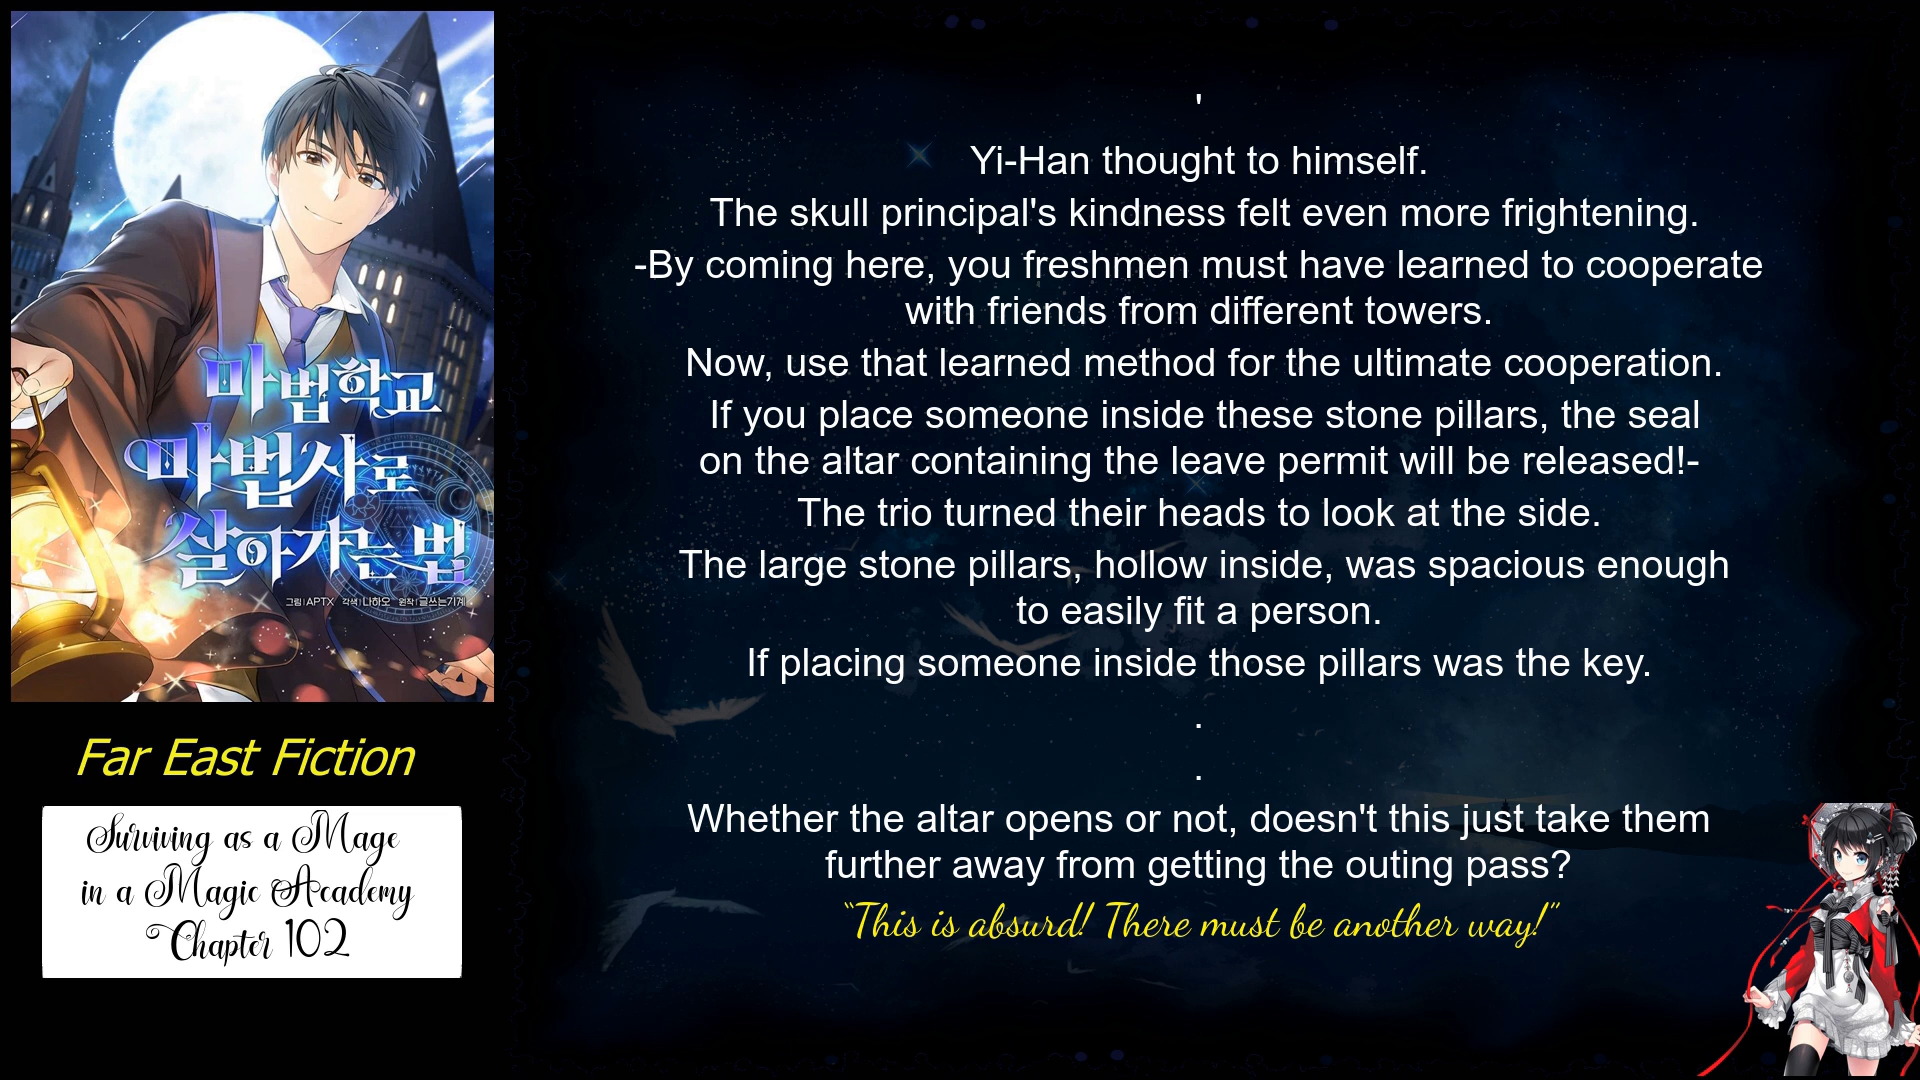 마법학교
마법사로
살아가는 법
그림|APTX 각색|나하오 원작|글쓰는기계
Far East Fiction
Surviving as a Mage
in a Magic Academy
Chapter 102
'
Yi-Han thought to himself.
The skull principal's kindness felt even more frightening.
-By coming here, you freshmen must have learned to cooperate
with friends from different towers.
Now, use that learned method for the ultimate cooperation.
If you place someone inside these stone pillars, the seal
on the altar containing the leave permit will be released!-
The trio turned their heads to look at the side.
The large stone pillars, hollow inside, was spacious enough
to easily fit a person.
If placing someone inside those pillars was the key.
.
.
Whether the altar opens or not, doesn't this just take them
further away from getting the outing pass?
“This is absurd! There must be another way!”